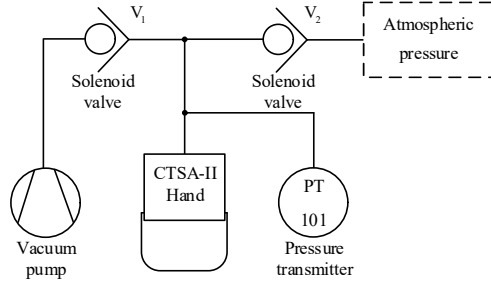 V1
V2
Atmospheric
pressure
Solenoid
valve
Solenoid
valve
CTSA-II
Hand
PT
101
Vacuum
pump
Pressure
transmitter